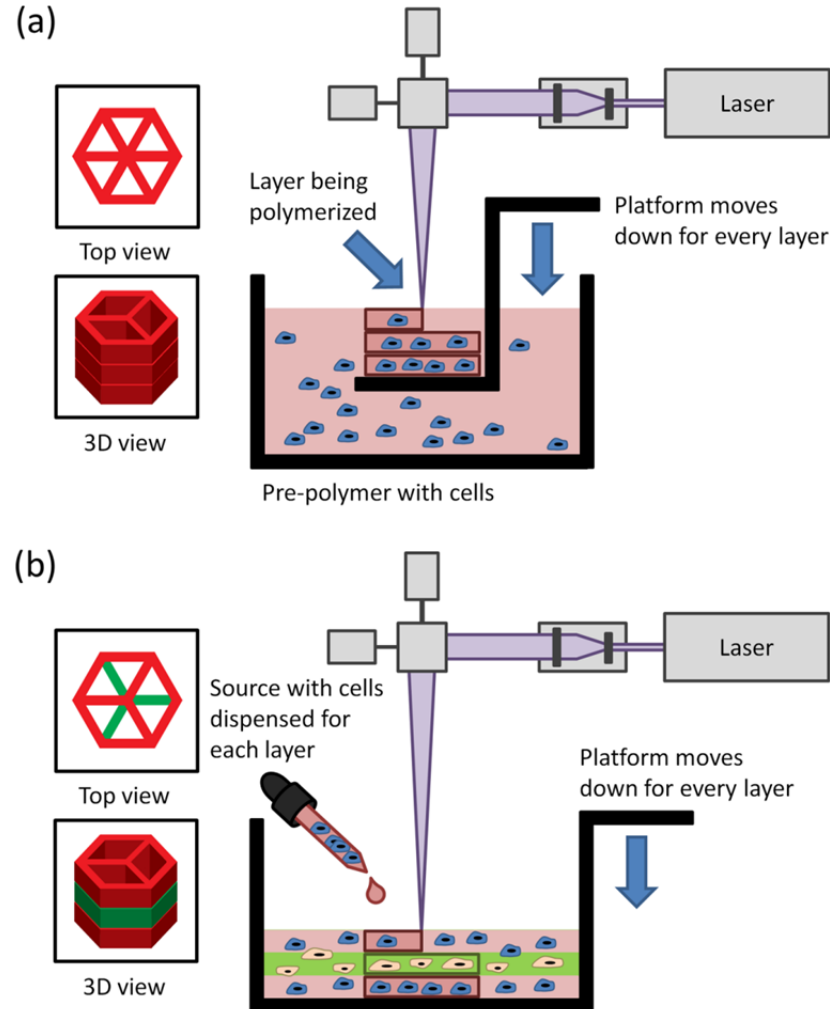 (a)
Laser
Layer being
polymerized
Platform moves
down for every layer
Top view
3D view
Pre-polymer with cells
(b)
Laser
Source with cells
dispensed for
each layer
Top view
Platform moves
down for every layer
3D view